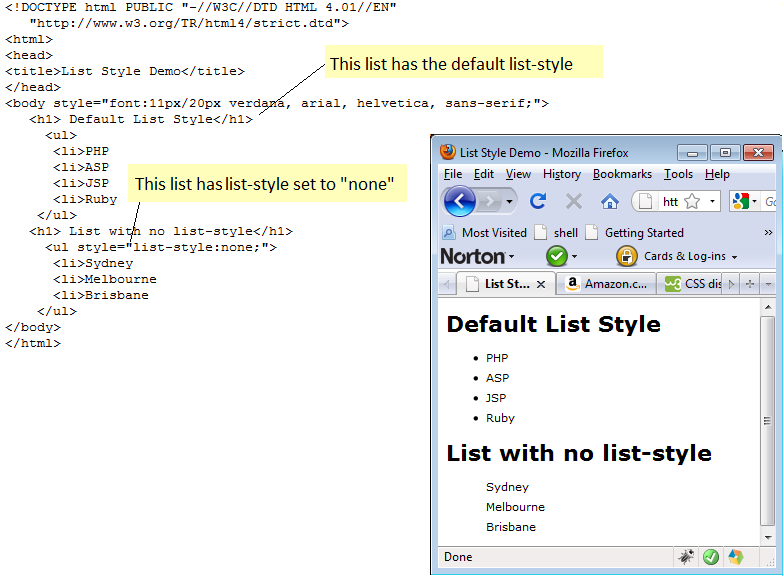 <!DOCTYPE html PUBLIC "-//W3C//DTD HTML 4.01//EN"
"http://www.w3.org/TR/html4/strict.dtd">
<html>
<head>
<title>List Style Demo</title>
</head>
<body style="font:11px/20px verdana, arial, helvetica, sans-serif;">
<h1> Default List Style</h1>
<ul>
<li>PHP
<li>ASP
<li>JSP
<li>Ruby
</ul>
<h1> List with no list-style</h1>
<ul style="list-style:none;">
<li>Sydney
<li>Melbourne
<li>Brisbane
</ul>
</body>
</html>
This list has the default list-style
This list has list-style set to "none"
List Style Demo - Mozilla Firefox
File Edit View History Bookmarks Tools Help
htt Go
Most Visited shell Getting Started »
Norton Cards & Log-ins
List St... Amazon.c... CSS dis
Default List Style
• PHP
• ASP
• JSP
• Ruby
List with no list-style
Sydney
Melbourne
Brisbane
Done